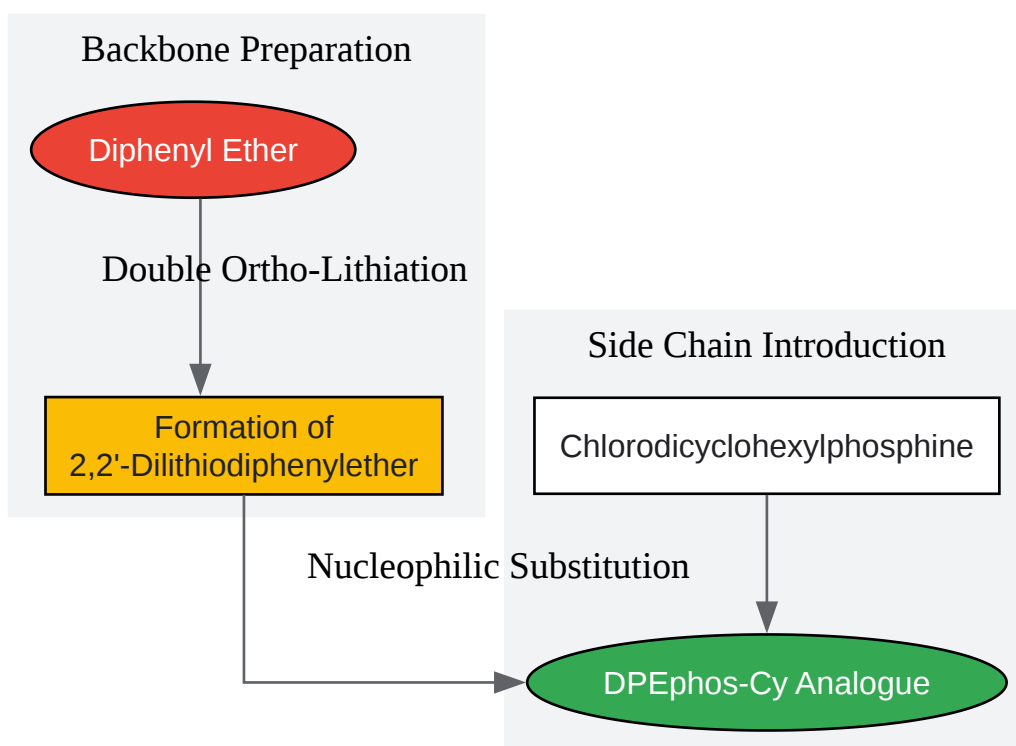 Backbone Preparation
Diphenyl Ether
Double Ortho-Lithiation
Formation of
2,2'-Dilithiodiphenylether
Side Chain Introduction
Chlorodicyclohexylphosphine
Nucleophilic Substitution
DPEphos-Cy Analogue